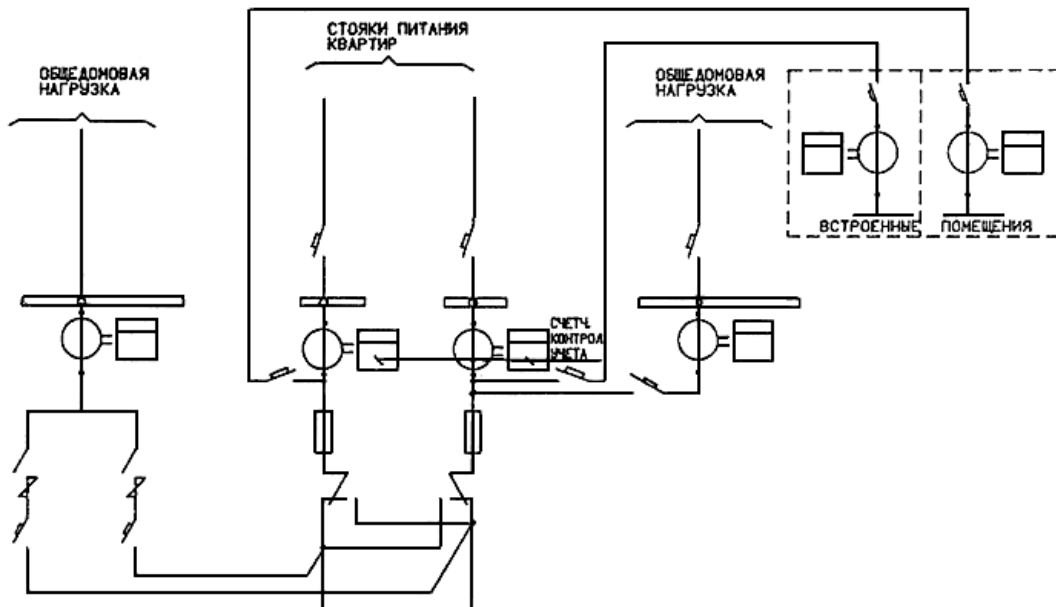 СТОЯКИ ПИТАНИЯ
КВАРТИР
ОБЩЕДОМОВАЯ
НАГРУЗКА
ОБЩЕДОМОВАЯ
НАГРУЗКА
ВСТРОЕННЫЕ ПОМЕЩЕНИЯ
СЧЕТЧ.
КОНТРОЛ.
УЧЕТА